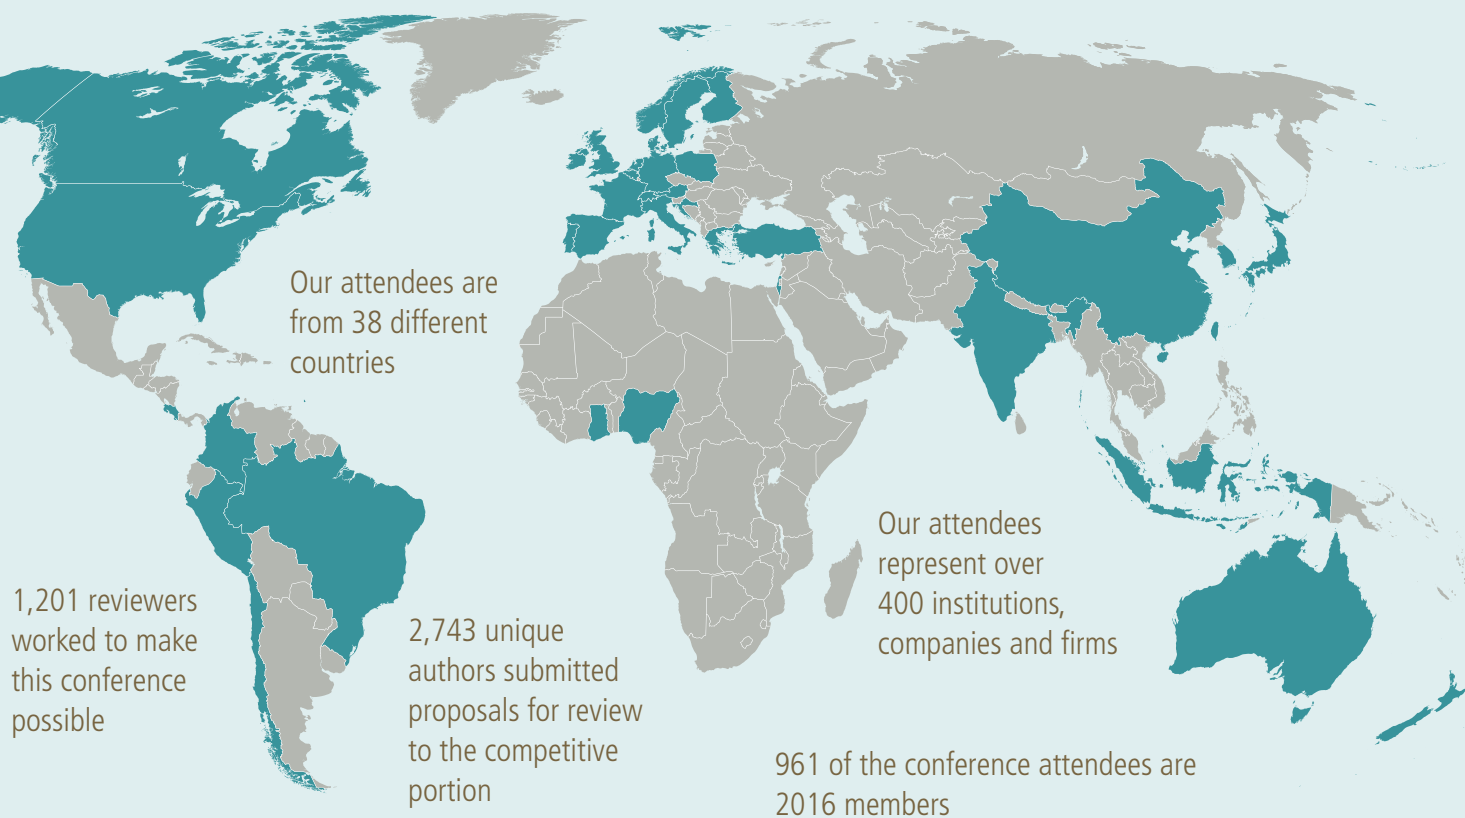 Our attendees are
from 38 different
countries
1,201 reviewers
worked to make
this conference
possible
2,743 unique
authors submitted
proposals for review
to the competitive
portion
Our attendees
represent over
400 institutions,
companies and firms
961 of the conference attendees are
2016 members